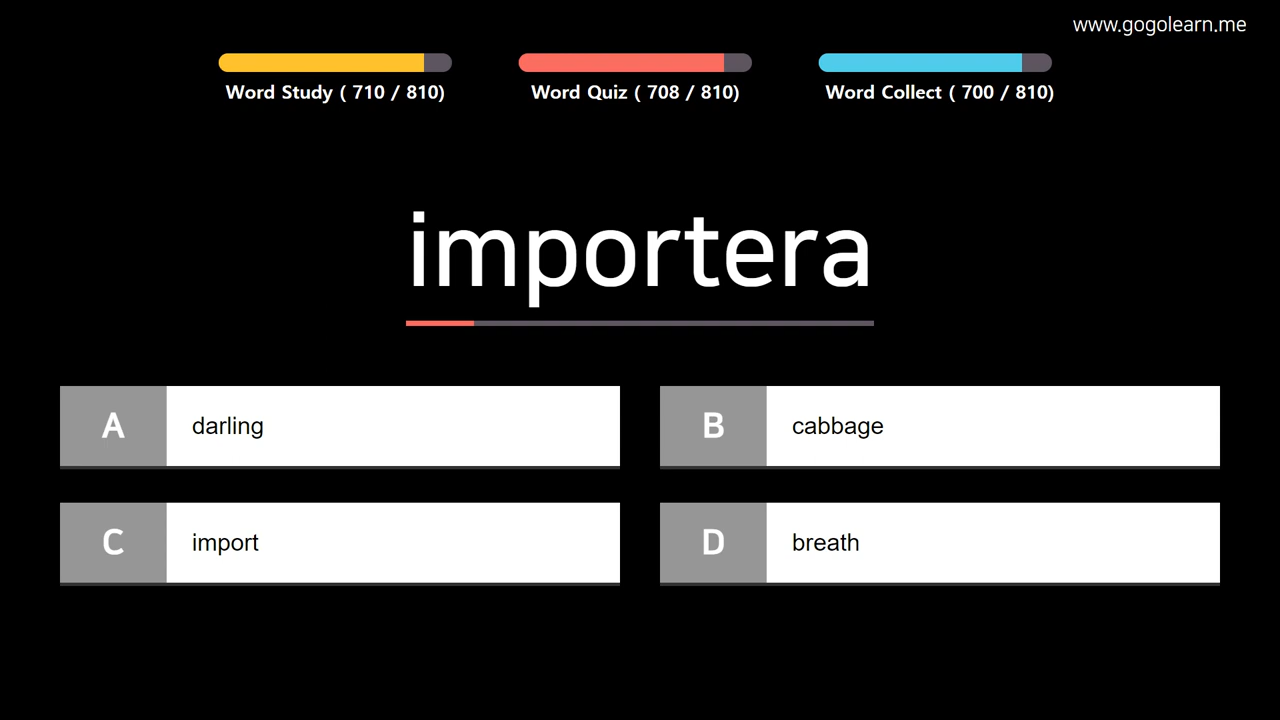 www.gogolearn.me
Word Study ( 710 / 810)
Word Quiz ( 708 / 810)
Word Collect ( 700 / 810)
importera
A darling
B cabbage
C import
D breath